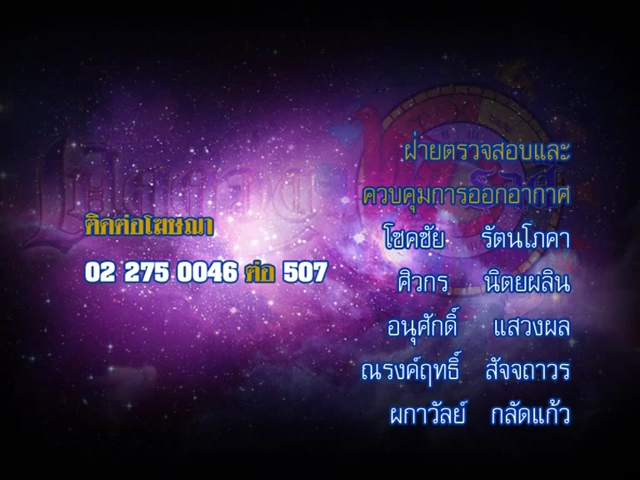 ติดต่อโฆษณา
02 275 0046 ต่อ 507
ฝ่ายตรวจสอบและ
ควบคุมการออกอากาศ
โชคชัย รัตนโภคา
ศิวกร นิตยผลิน
อนุศักดิ์ แสวงผล
ณรงค์ฤทธิ์ สัจจถาวร
ผกาวัลย์ กลัดแก้ว